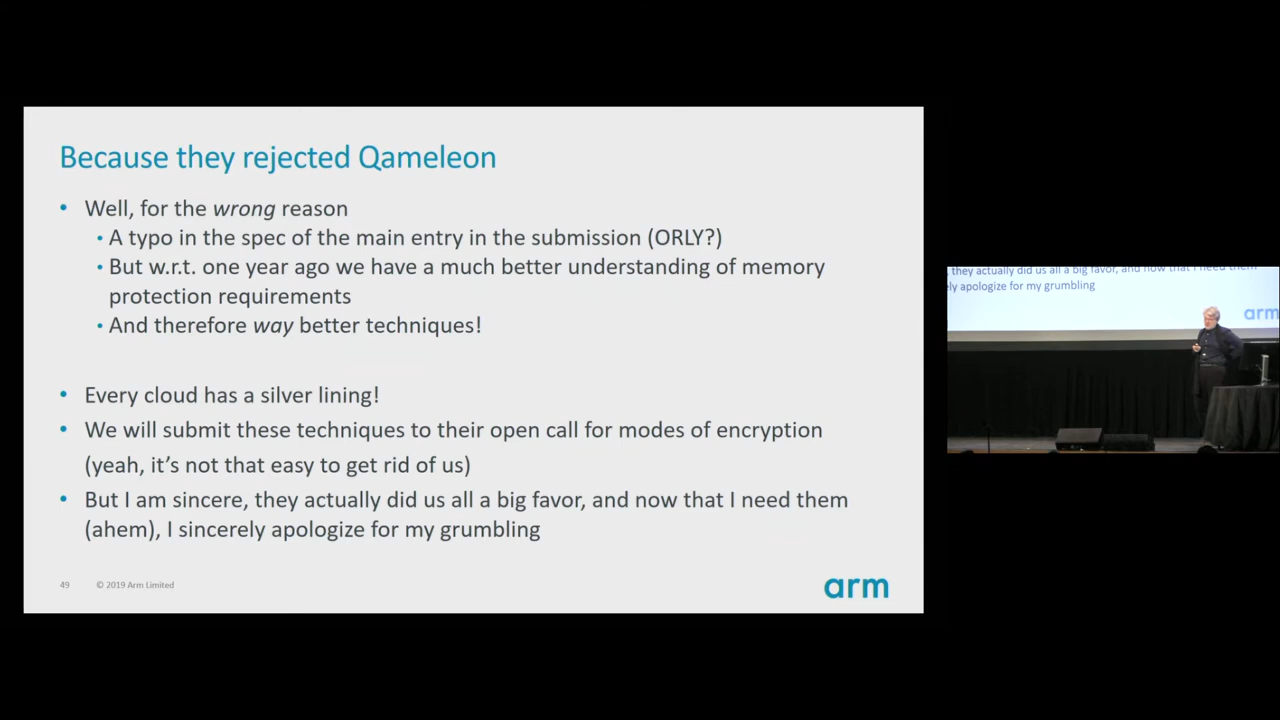 Because they rejected Qameleon
• Well, for the wrong reason
• A typo in the spec of the main entry in the submission (ORLY?)
• But w.r.t. one year ago we have a much better understanding of memory
protection requirements
• And therefore way better techniques!
• Every cloud has a silver lining!
• We will submit these techniques to their open call for modes of encryption
(yeah, it's not that easy to get rid of us)
• But I am sincere, they actually did us all a big favor, and now that I need them
(ahem), I sincerely apologize for my grumbling
49 © 2019 Arm Limited
arm
they actually did us all a big favor, and now that I need them
ely apologize for my grumbling
arm